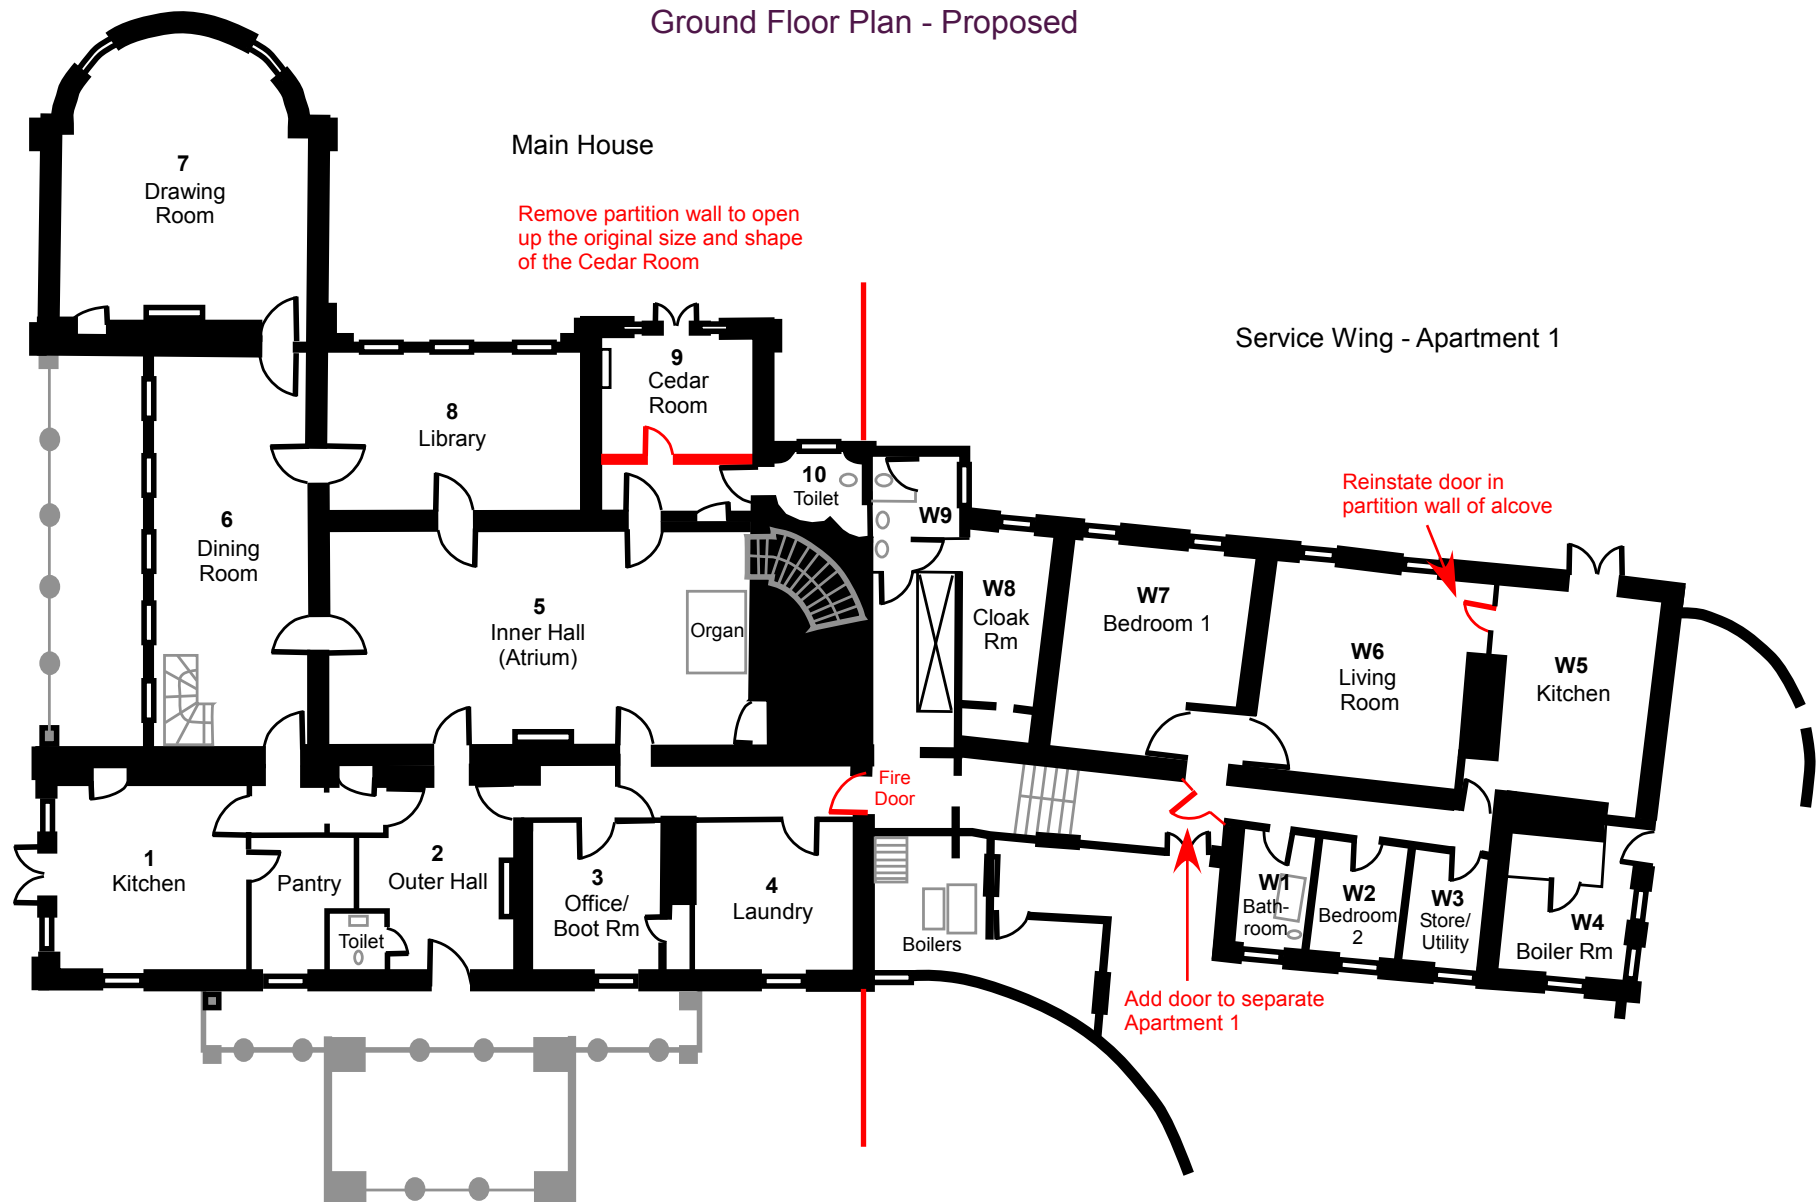 Ground Floor Plan - Proposed
Main House
Remove partition wall to open
up the original size and shape
of the Cedar Room
Service Wing - Apartment 1
7
Drawing
Room
9
Cedar
Room
8
Library
10
Toilet
W9
Reinstate door in
partition wall of alcove
6
Dining
Room
5
Inner Hall
(Atrium)
Organ
W8
Cloak
Rm
W7
Bedroom 1
W6
Living
Room
W5
Kitchen
Fire
Door
1
Kitchen
Pantry
2
Outer Hall
Toilet
3
Office/
Boot Rm
4
Laundry
Boilers
W1
Bath-
room
W2
Bedroom
2
W3
Store/
Utility
W4
Boiler Rm
Add door to separate
Apartment 1